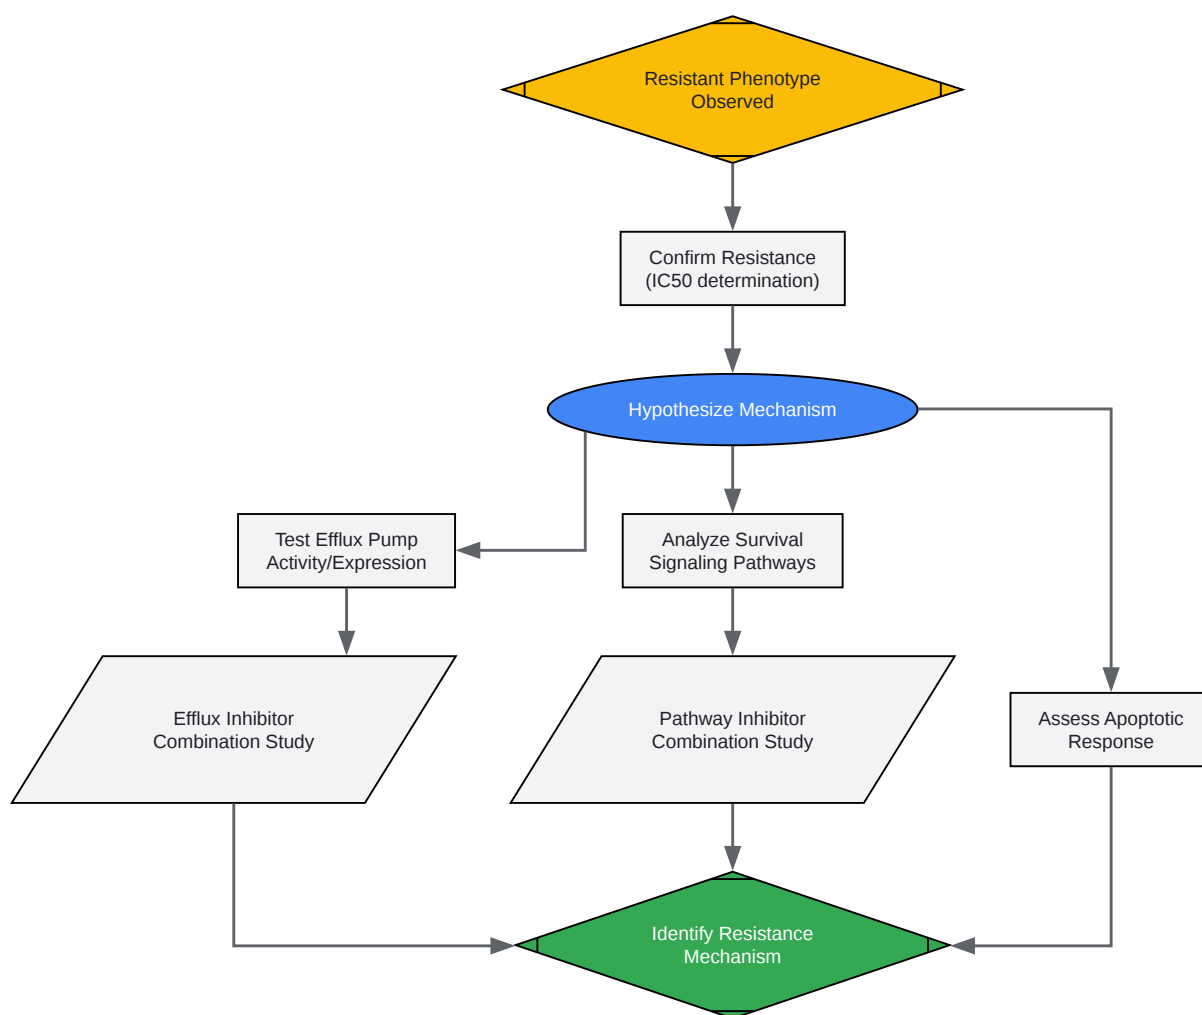 Resistant Phenotype
Observed
Confirm Resistance
(IC50 determination)
Hypothesize Mechanism
Test Efflux Pump
Activity/Expression
Analyze Survival
Signaling Pathways
Efflux Inhibitor
Combination Study
Pathway Inhibitor
Combination Study
Assess Apoptotic
Response
Identify Resistance
Mechanism